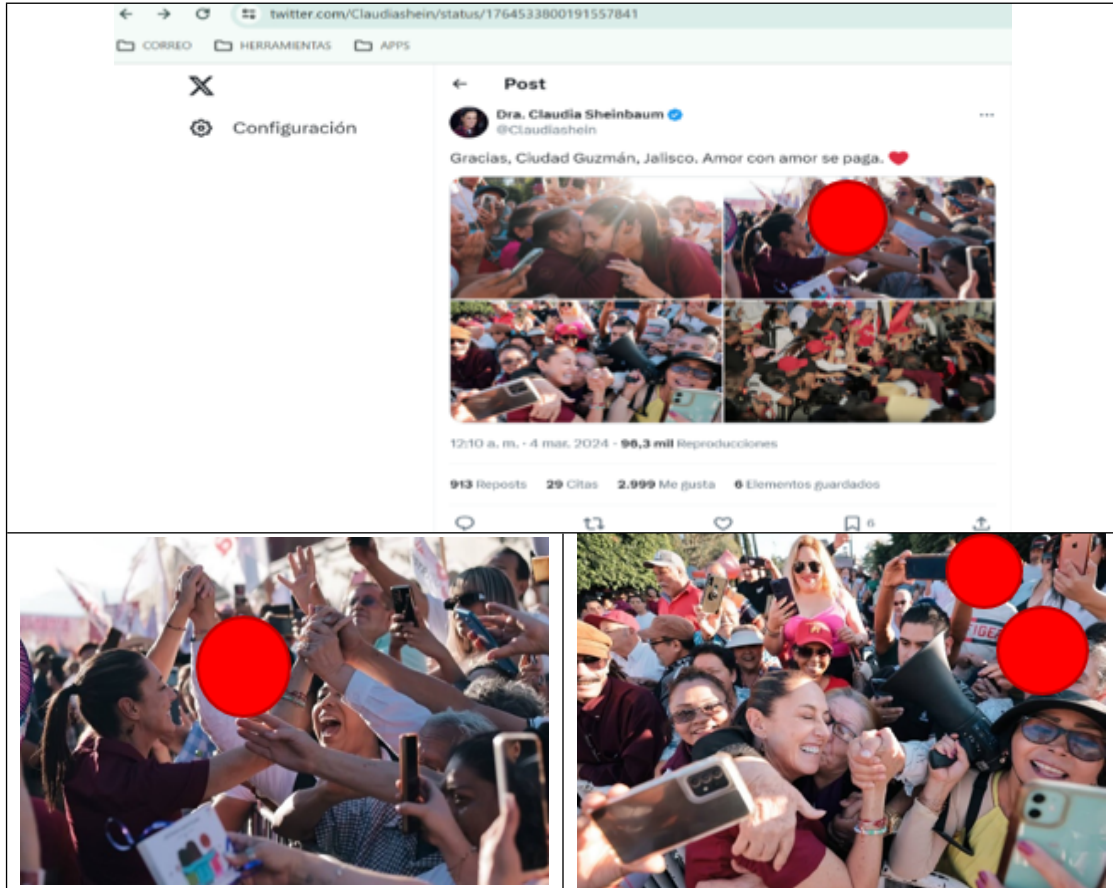 twitter.com/Claudiashein/status/1764533800191557841
CORREO HERRAMIENTAS APPS
Post
Configuración
Dra. Claudia Sheinbaum
@Claudiashein
Gracias, Ciudad Guzmán, Jalisco. Amor con amor se paga. ❤️
12:10 a. m. · 4 mar. 2024 · 96,3 mil Reproducciones
913 Reposts 29 Citas 2.999 Me gusta 6 Elementos guardados
6